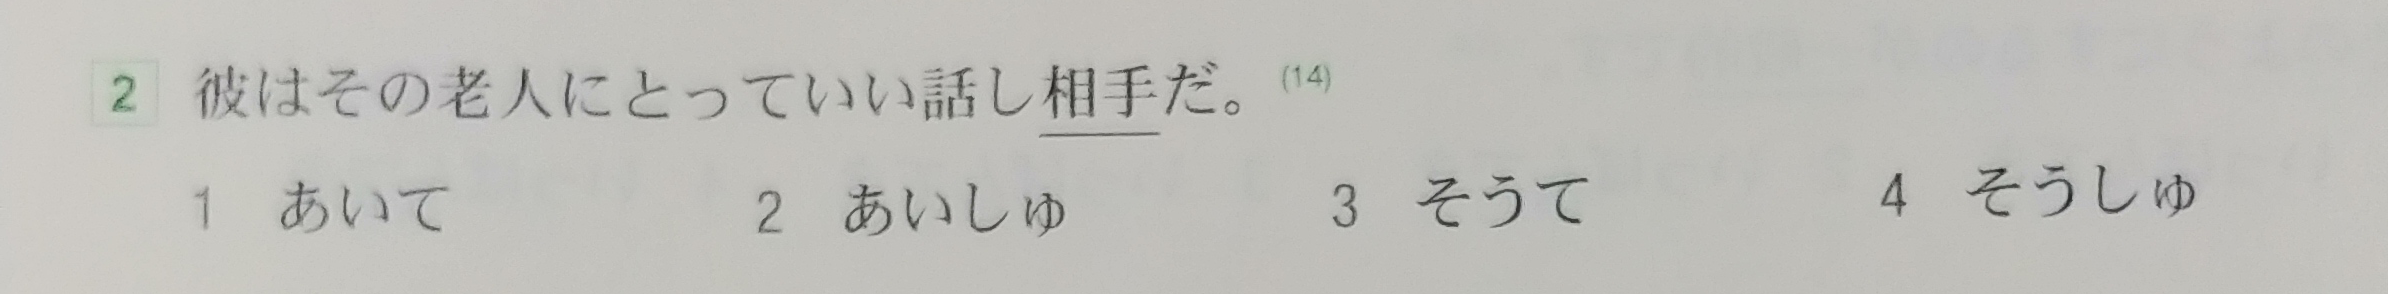 2 彼はその老人にとっていい話し相手だ。(14)
1 あいて 2 あいしゅ 3 そうて 4 そうしゅ